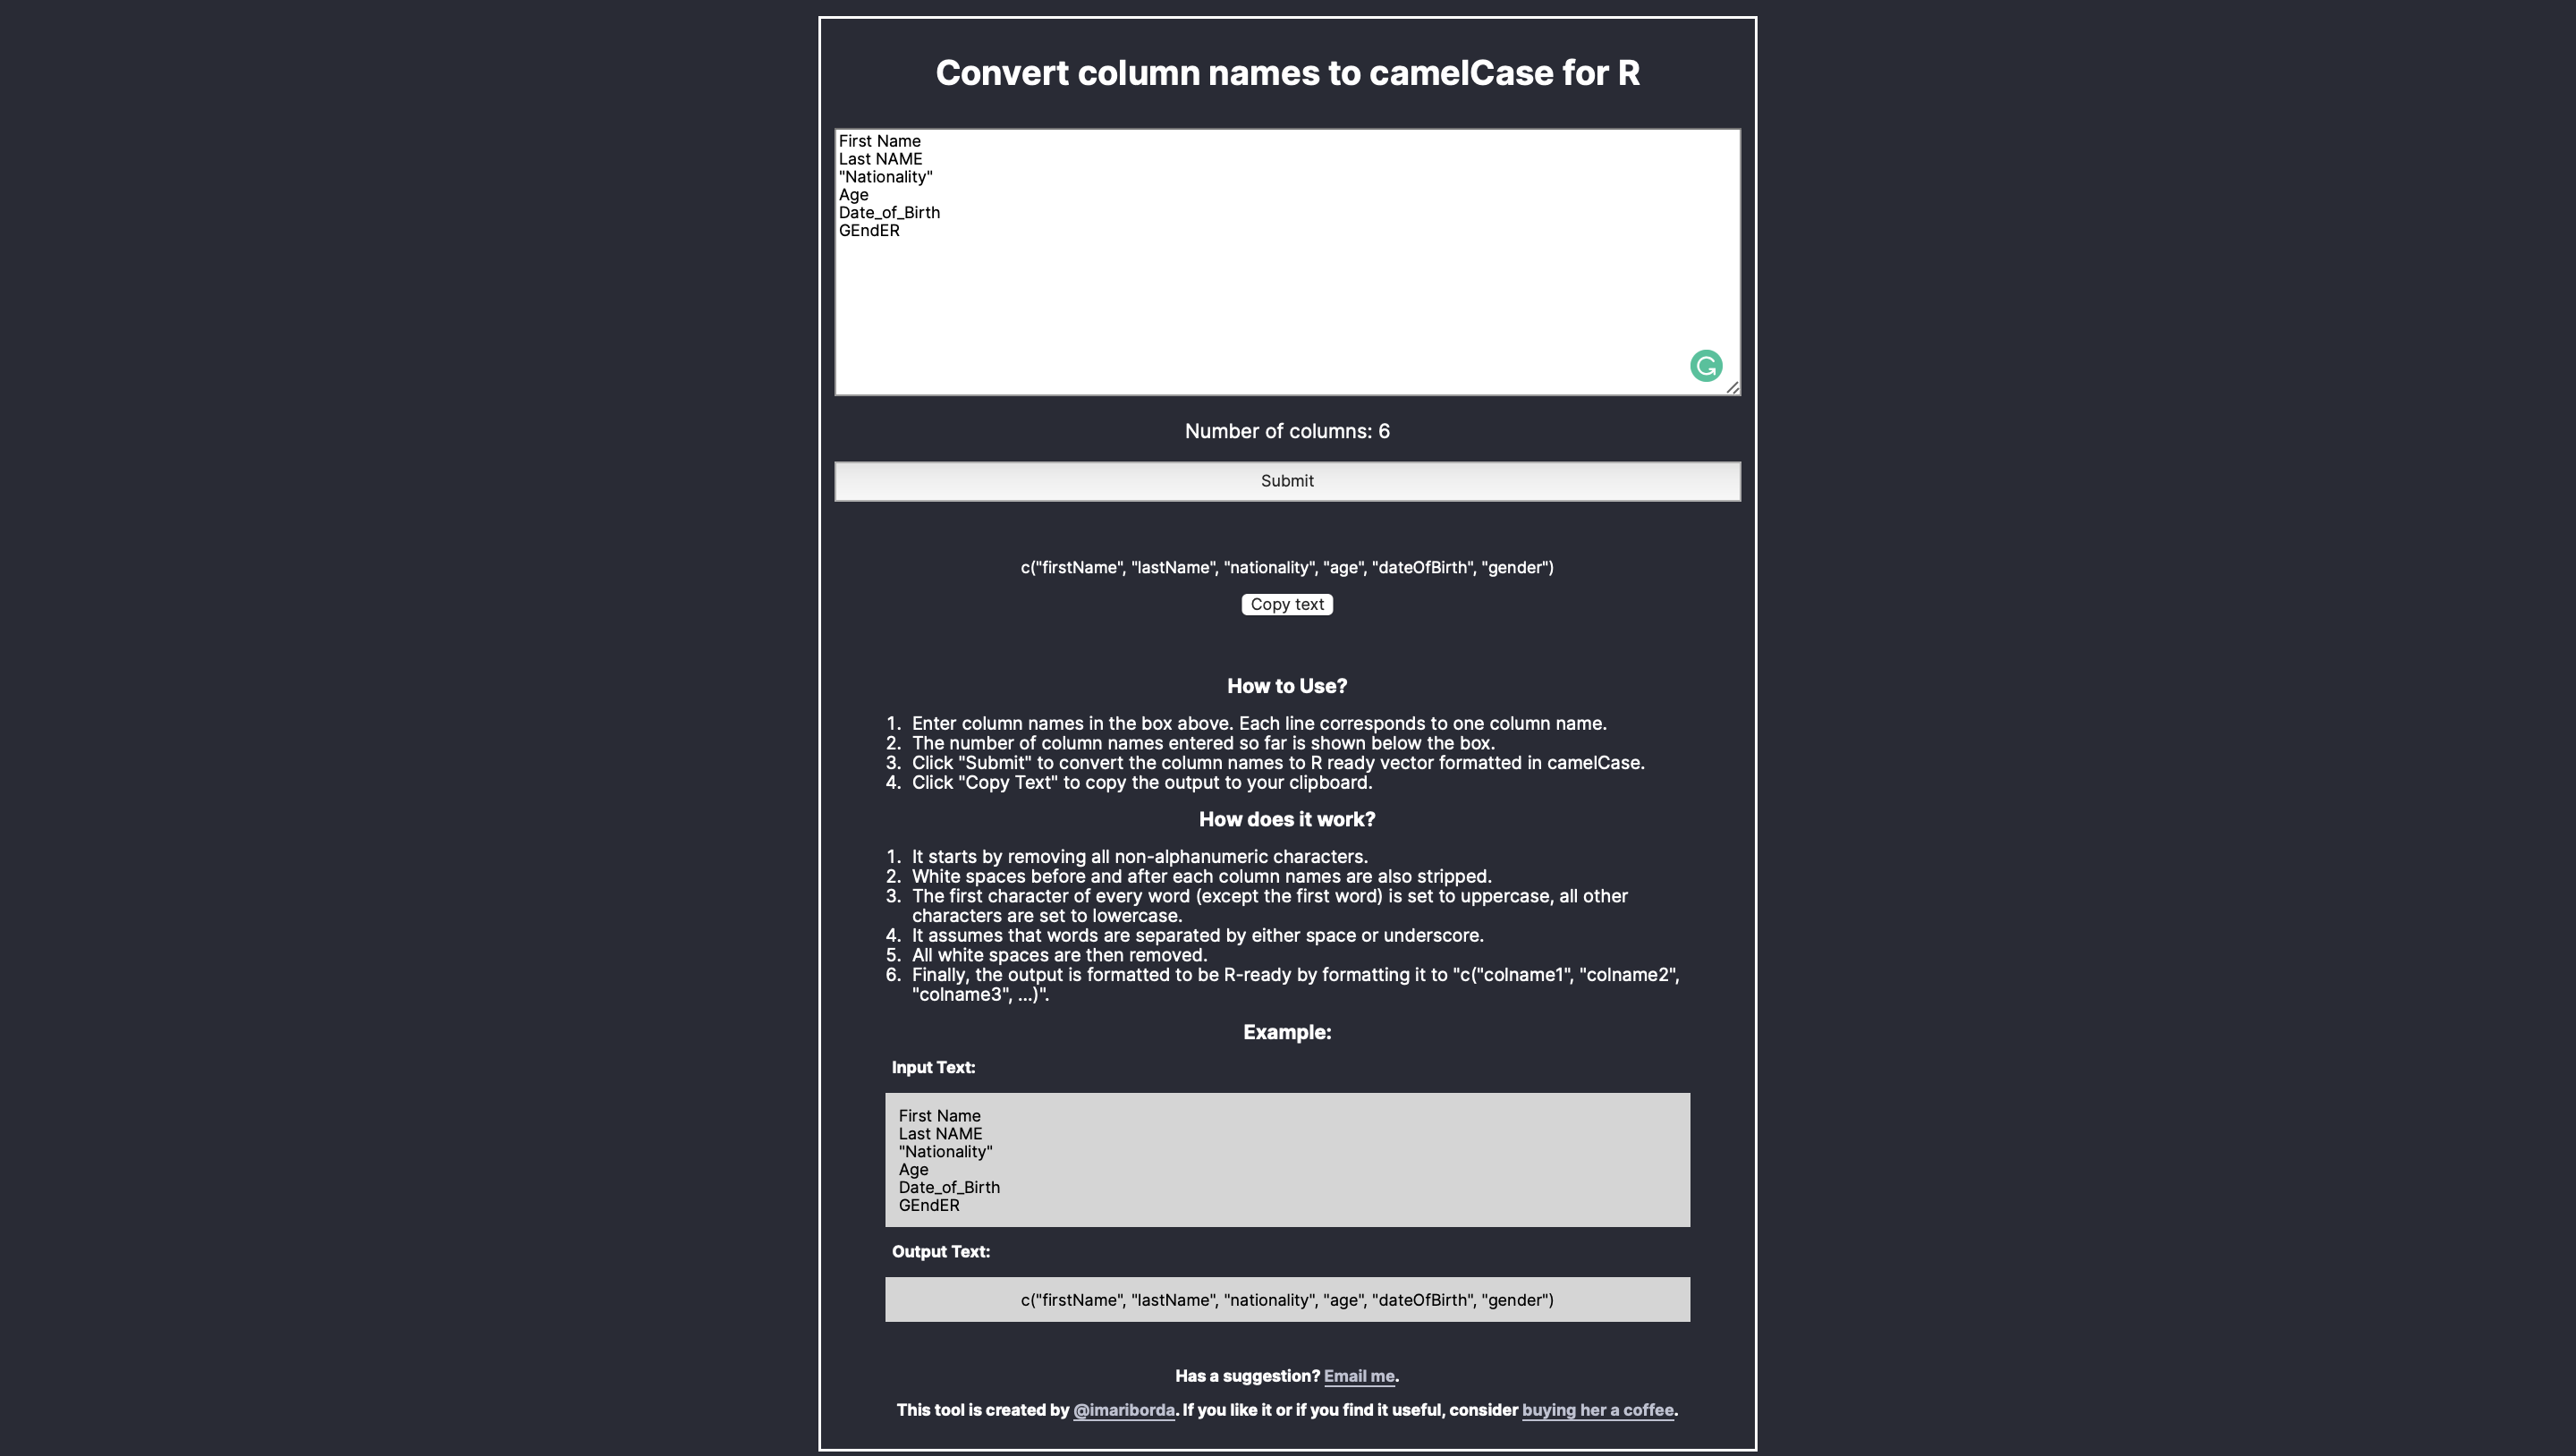 Convert column names to camelCase for R
First Name
Last NAME
"Nationality"
Age
Date_of_Birth
GEndER
Number of columns: 6
Submit
c("firstName", "lastName", "nationality", "age", "dateOfBirth", "gender")
Copy text
How to Use?
1. Enter column names in the box above. Each line corresponds to one column name.
2. The number of column names entered so far is shown below the box.
3. Click "Submit" to convert the column names to R ready vector formatted in camelCase.
4. Click "Copy Text" to copy the output to your clipboard.
How does it work?
1. It starts by removing all non-alphanumeric characters.
2. White spaces before and after each column names are also stripped.
3. The first character of every word (except the first word) is set to uppercase, all other
characters are set to lowercase.
4. It assumes that words are separated by either space or underscore.
5. All white spaces are then removed.
6. Finally, the output is formatted to be R-ready by formatting it to "c("colname1", "colname2",
"colname3", ...)".
Example:
Input Text:
First Name
Last NAME
"Nationality"
Age
Date_of_Birth
GEndER
Output Text:
c("firstName", "lastName", "nationality", "age", "dateOfBirth", "gender")
Has a suggestion? Email me.
This tool is created by @imariborda. If you like it or if you find it useful, consider buying her a coffee.